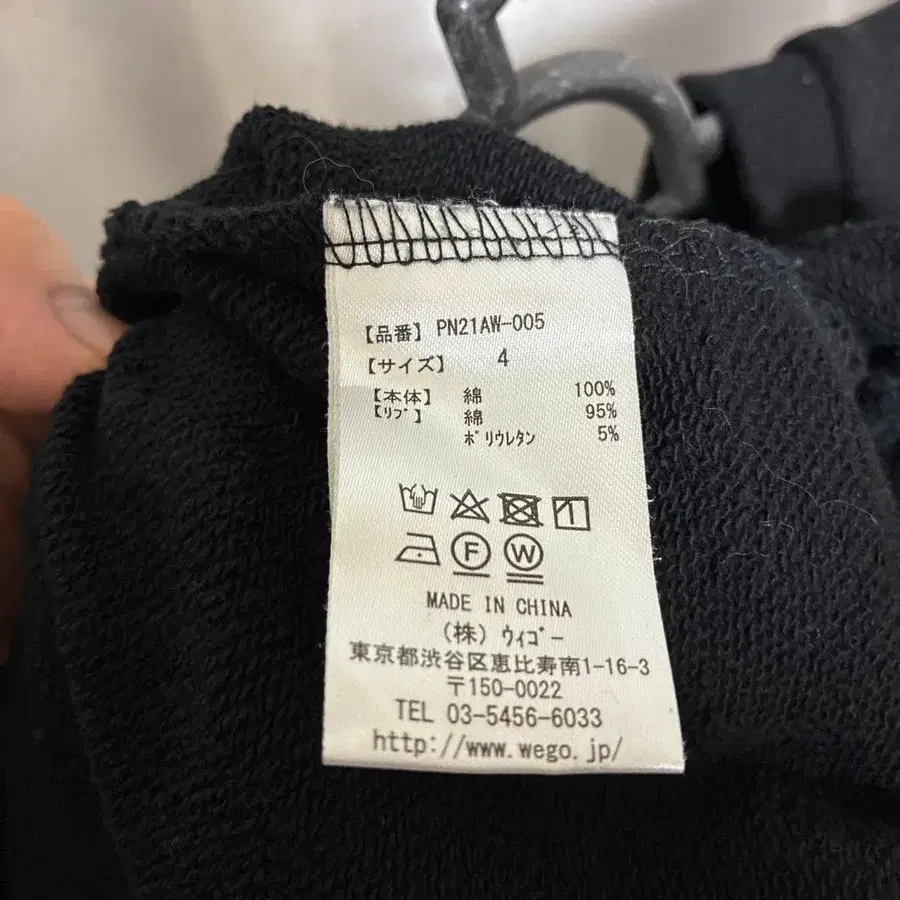 【品番】 PN21AW-005
【サイズ】 4
【本体】 綿 100%
【ﾘﾌﾞ】 綿 95%
ﾎﾟﾘｳﾚﾀﾝ 5%
F W
MADE IN CHINA
(株) ｳｨｺﾞｰ
東京都渋谷区恵比寿南1-16-3
〒150-0022
TEL 03-5456-6033
http://www.wego.jp/